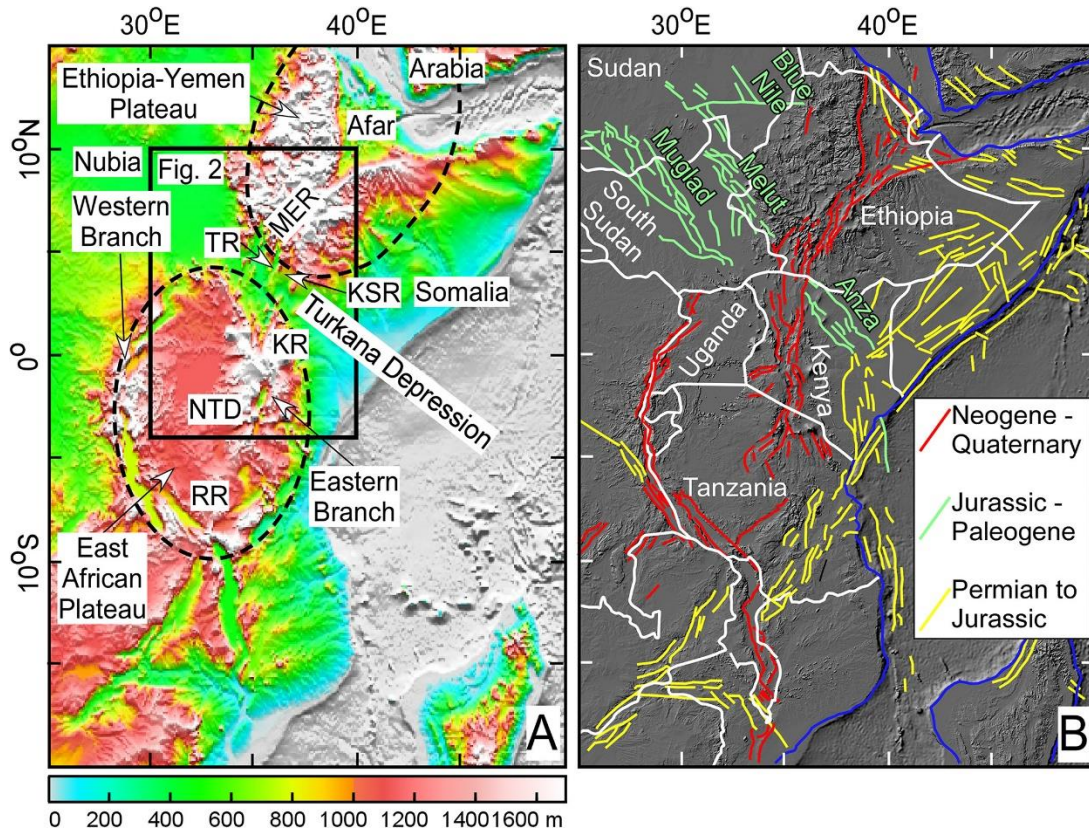 30°E
40°E
30°E
40°E
Ethiopia-Yemen
Plateau
Arabia
Afar
10°N
Nubia
Fig. 2
Western
Branch
MER
TR
KSR
Somalia
Turkana Depression
KR
0°
NTD
Eastern
Branch
RR
East
African
Plateau
10°S
A
0 200 400 600 800 1000 1200 1400 1600 m
Sudan
Blue
Nile
Muglad
Melut
South
Sudan
Ethiopia
Anza
Uganda
Kenya
Tanzania
Neogene -
Quaternary
Jurassic -
Paleogene
Permian to
Jurassic
B